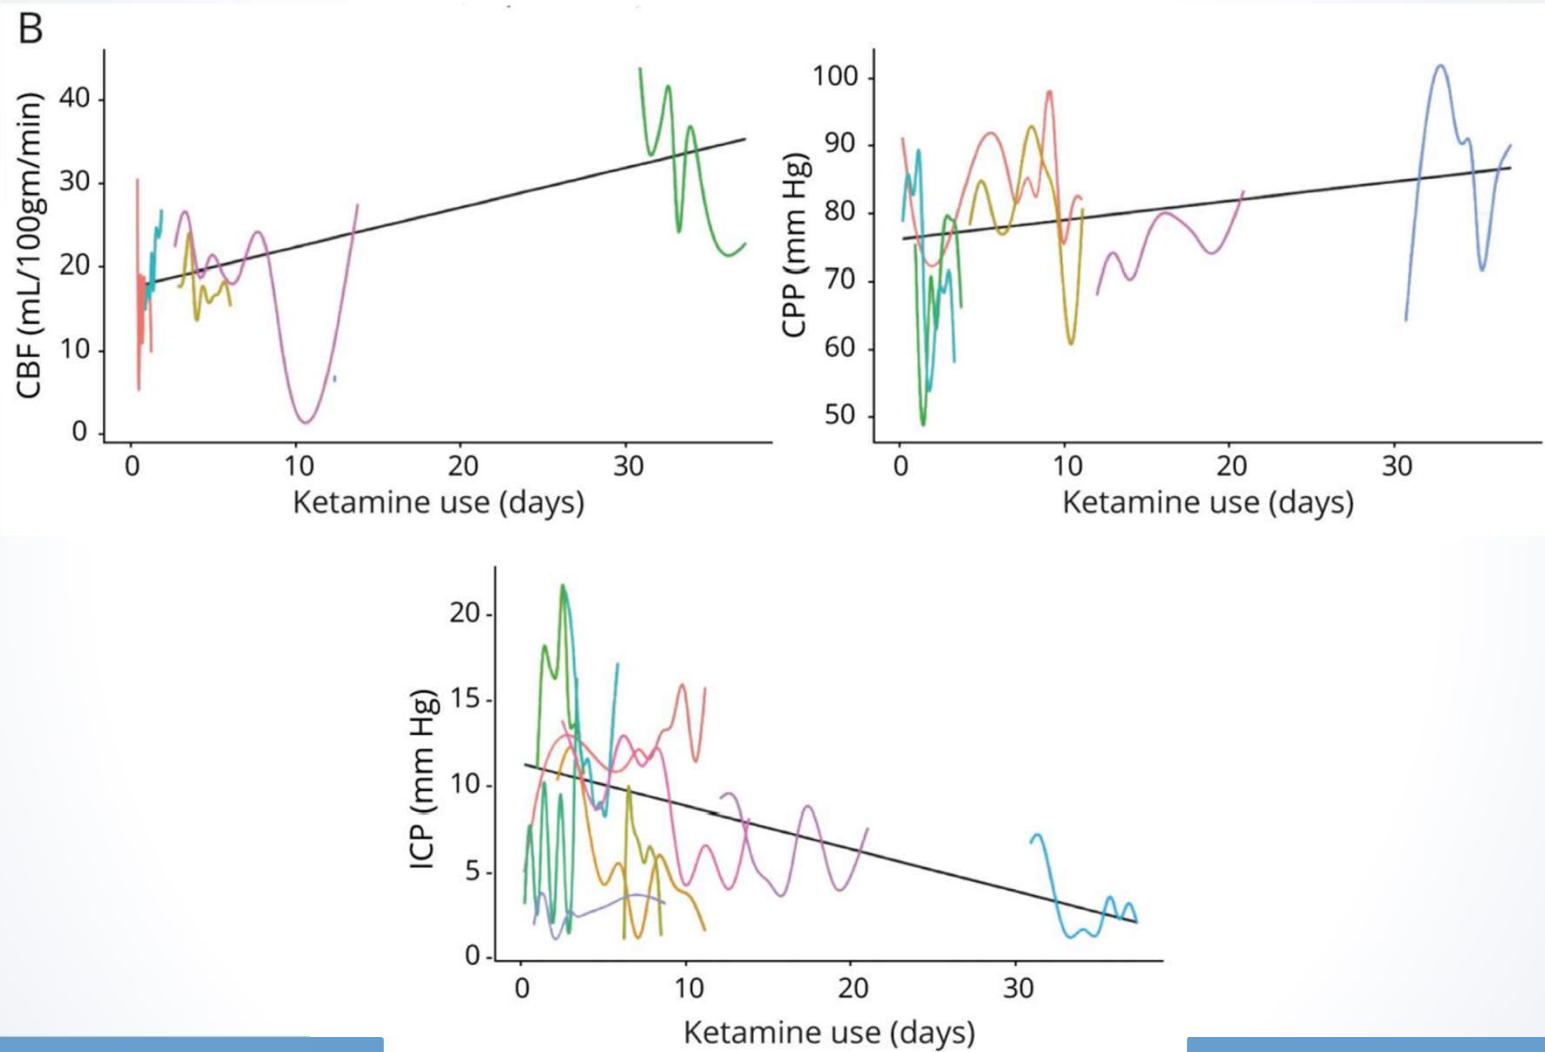 B
CBF (mL/100gm/min)
40
30
20
10
0
0 10 20 30
Ketamine use (days)
CPP (mm Hg)
100
90
80
70
60
50
0 10 20 30
Ketamine use (days)
ICP (mm Hg)
20
15
10
5
0
0 10 20 30
Ketamine use (days)